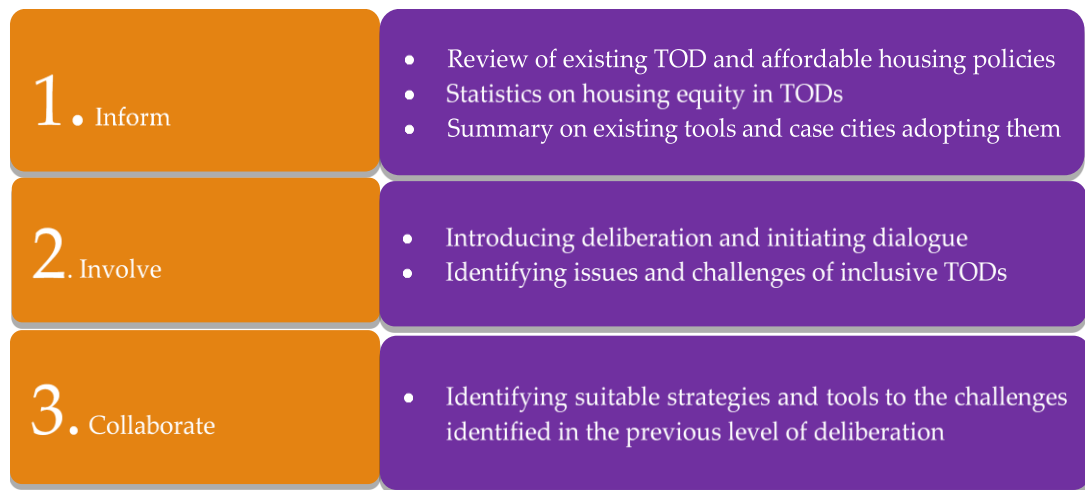 1. Inform
• Review of existing TOD and affordable housing policies
• Statistics on housing equity in TODs
• Summary on existing tools and case cities adopting them
2. Involve
• Introducing deliberation and initiating dialogue
• Identifying issues and challenges of inclusive TODs
3. Collaborate
• Identifying suitable strategies and tools to the challenges
identified in the previous level of deliberation